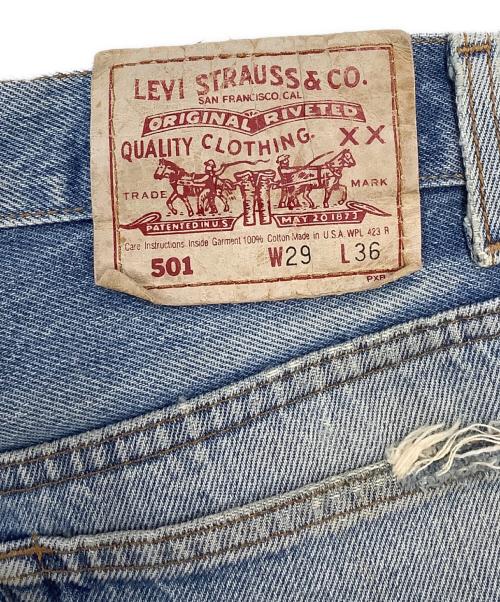 LEVI STRAUSS & CO.
SAN FRANCISCO, CAL
ORIGINAL RIVETED
QUALITY CLOTHING. XX
TRADE MARK
PATENTED IN U.S. MAY 20 1873
Care Instructions Inside Garment 100% Cotton Made in U.S.A. WPL 423 R
501 W29 L36
PXP